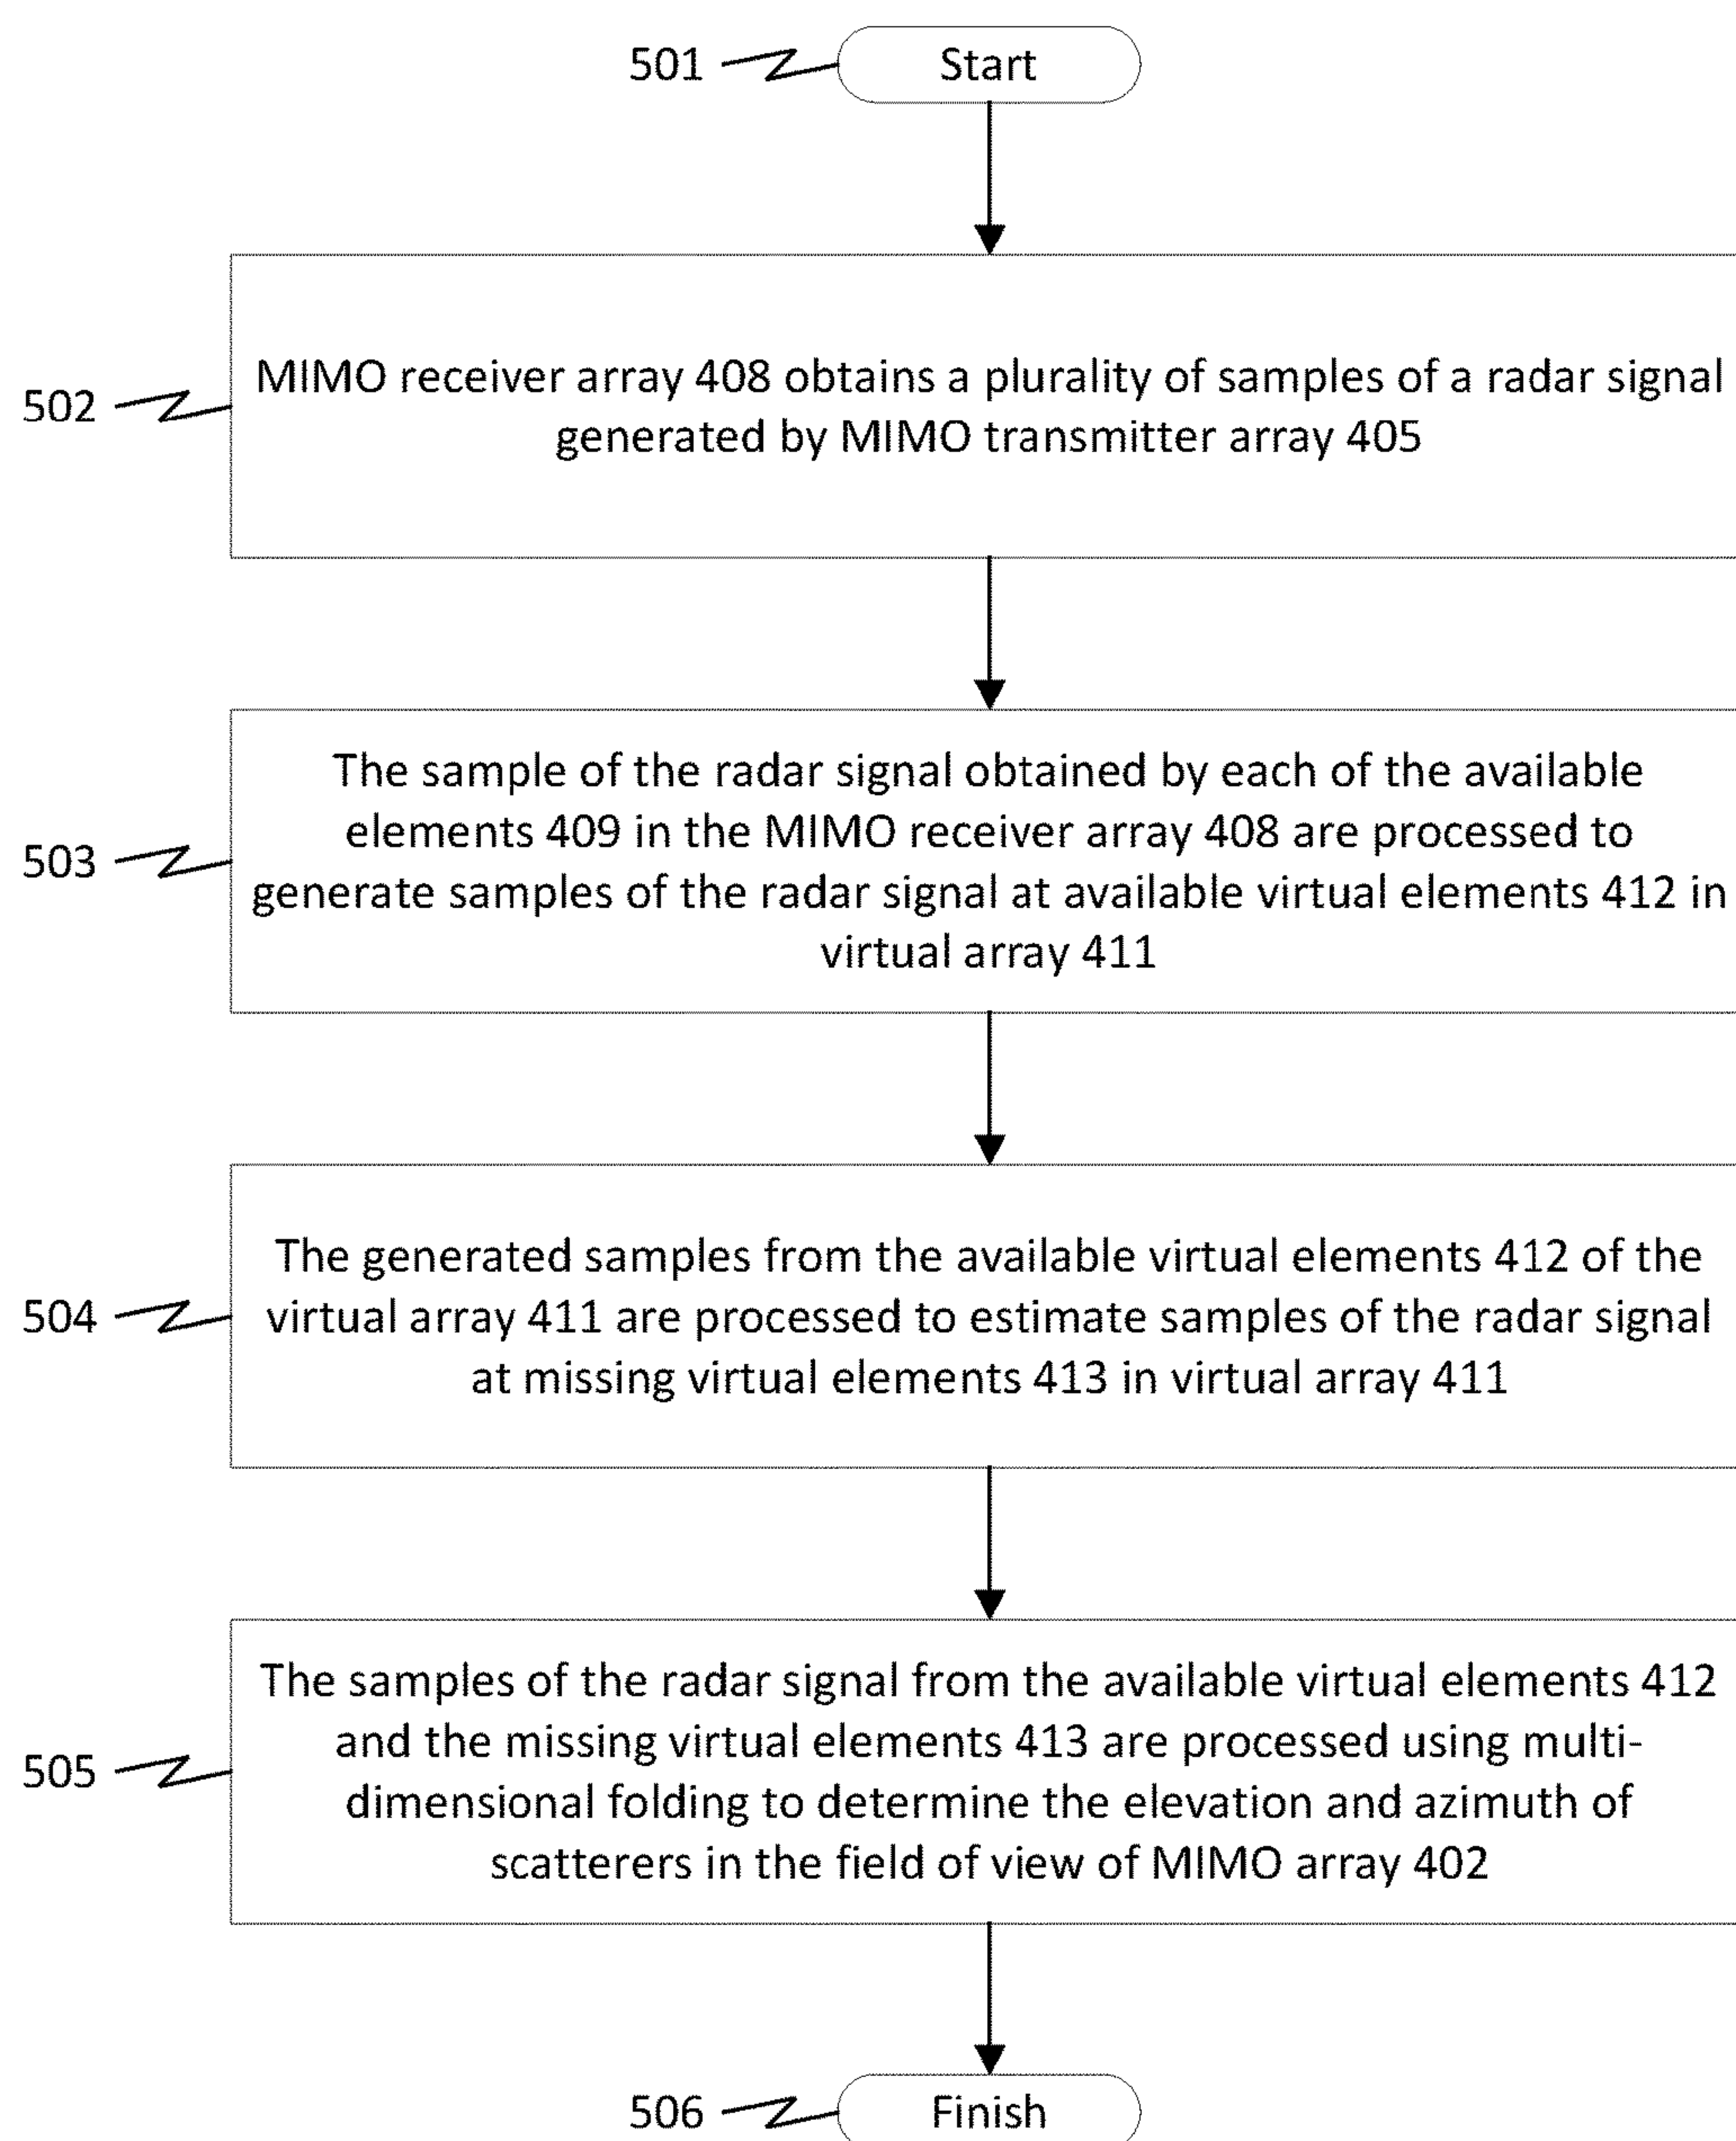 501
Start
502
MIMO receiver array 408 obtains a plurality of samples of a radar signal
generated by MIMO transmitter array 405
503
The sample of the radar signal obtained by each of the available
elements 409 in the MIMO receiver array 408 are processed to
generate samples of the radar signal at available virtual elements 412 in
virtual array 411
504
The generated samples from the available virtual elements 412 of the
virtual array 411 are processed to estimate samples of the radar signal
at missing virtual elements 413 in virtual array 411
505
The samples of the radar signal from the available virtual elements 412
and the missing virtual elements 413 are processed using multi-
dimensional folding to determine the elevation and azimuth of
scatterers in the field of view of MIMO array 402
506
Finish